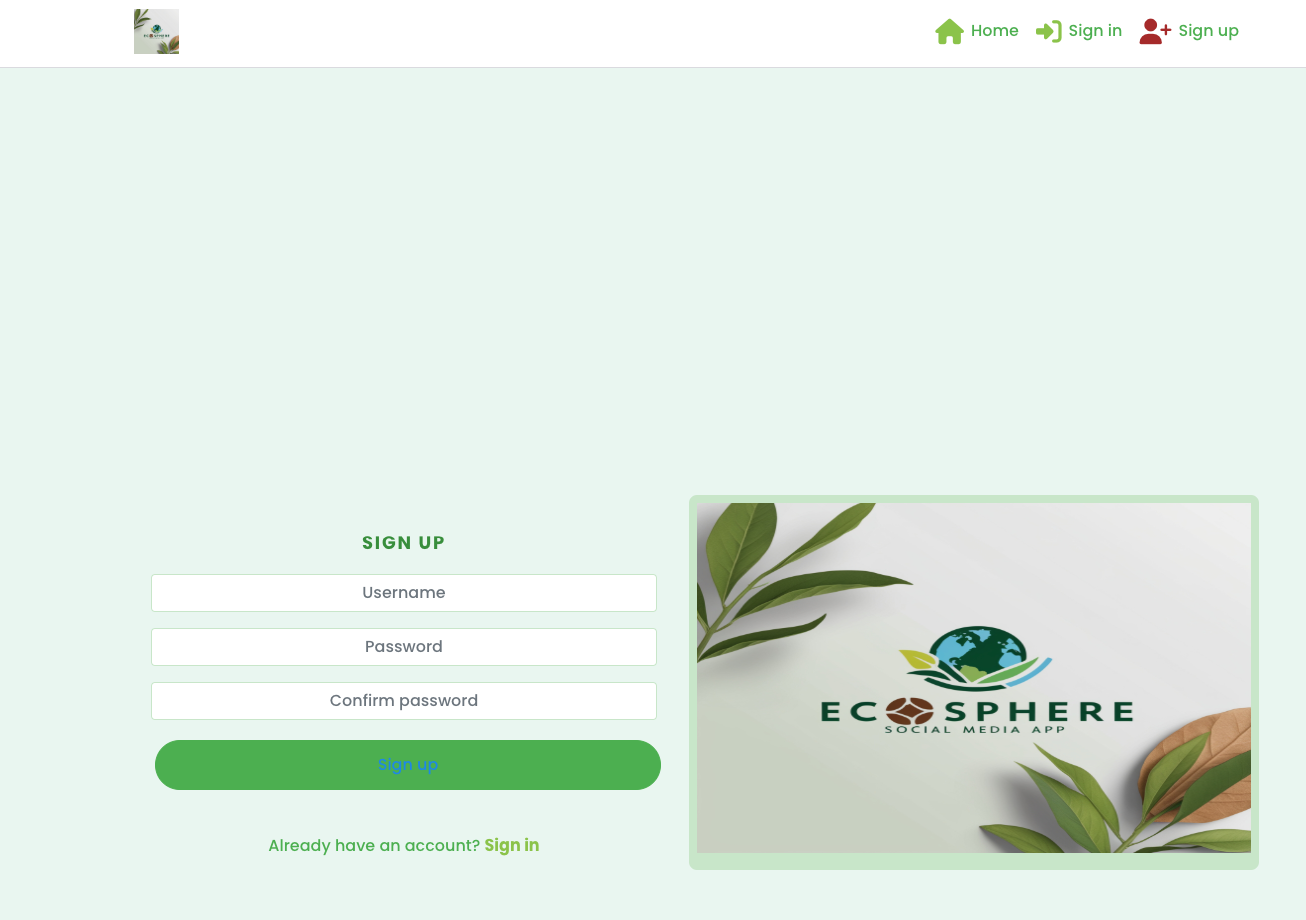 ECOSPHERE
Home
Sign in
Sign up
SIGN UP
Username
Password
Confirm password
Sign up
Already have an account? Sign in
ECOSPHERE
SOCIAL MEDIA APP